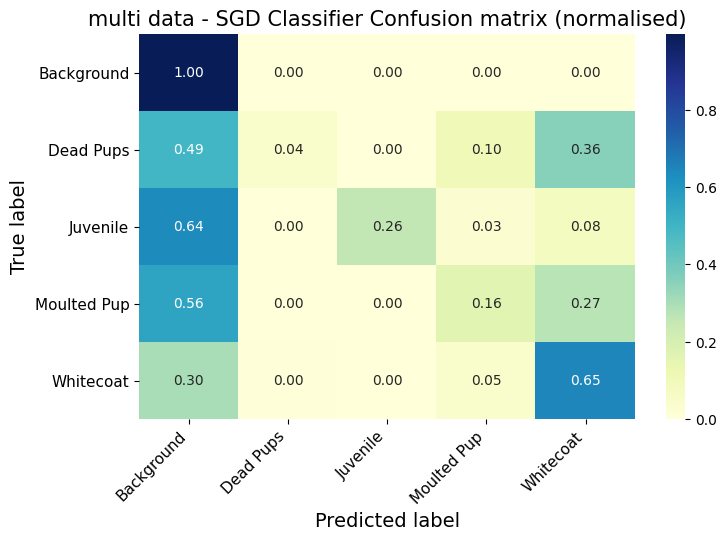 multi data - SGD Classifier Confusion matrix (normalised)
True label
Background 1.00 0.00 0.00 0.00 0.00
Dead Pups 0.49 0.04 0.00 0.10 0.36
Juvenile 0.64 0.00 0.26 0.03 0.08
Moulted Pup 0.56 0.00 0.00 0.16 0.27
Whitecoat 0.30 0.00 0.00 0.05 0.65
Background Dead Pups Juvenile Moulted Pup Whitecoat
Predicted label
0.8
0.6
0.4
0.2
0.0